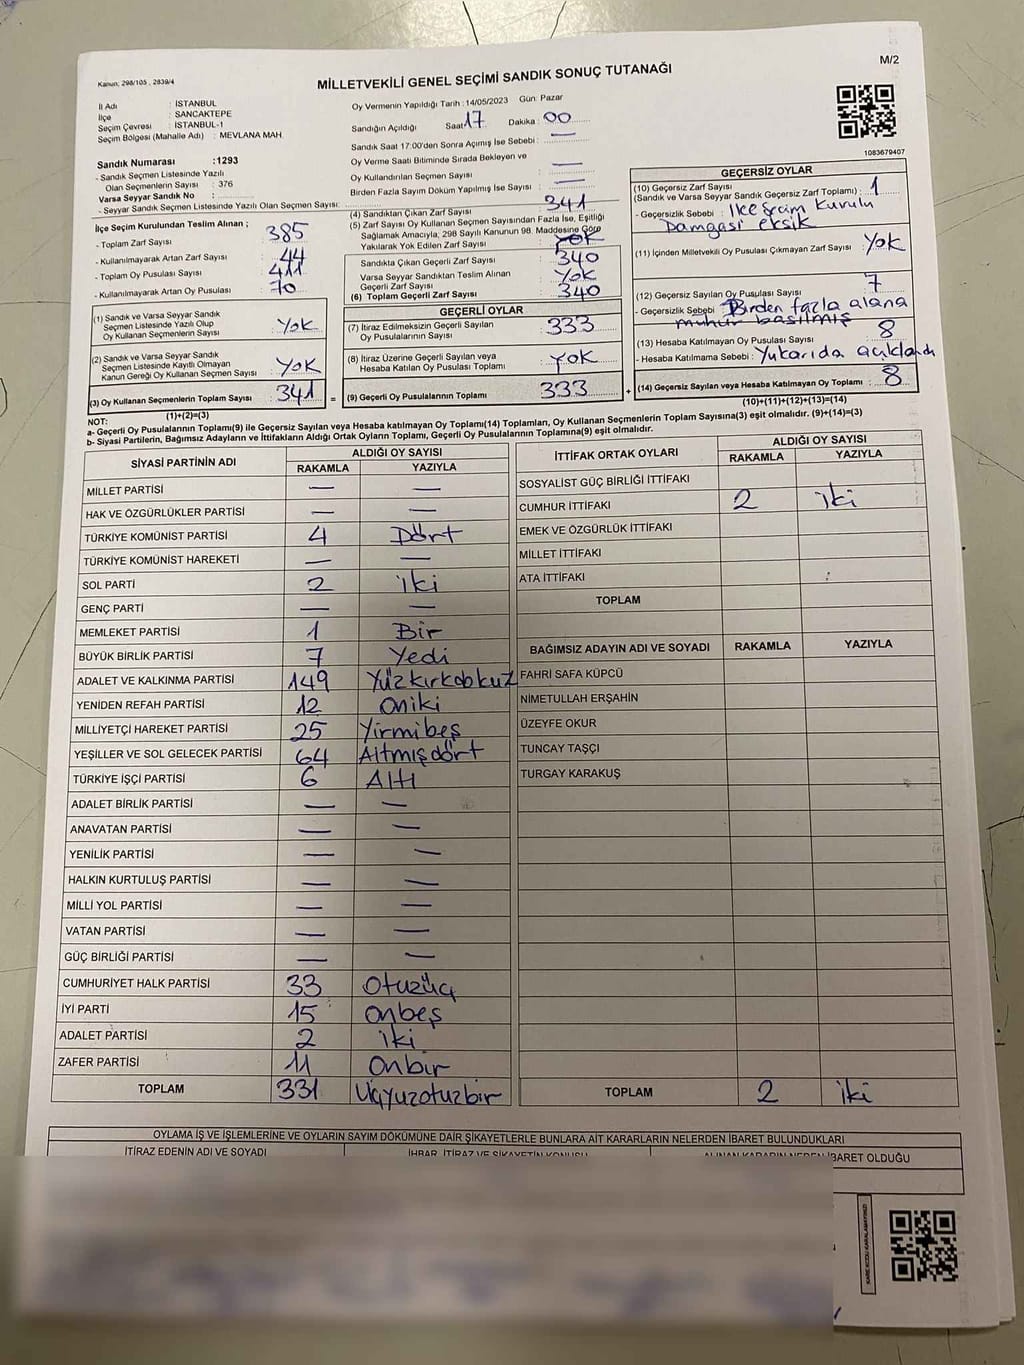 Kanun: 298/105 , 2839/4
M/2
MİLLETVEKİLİ GENEL SEÇİMİ SANDIK SONUÇ TUTANAĞI
İl Adı : İSTANBUL
İlçe : SANCAKTEPE
Seçim Çevresi : İSTANBUL-1
Seçim Bölgesi (Mahalle Adı) : MEVLANA MAH.
Sandık Numarası :1293
- Sandık Seçmen Listesinde Yazılı
Olan Seçmenlerin Sayısı : 376
Varsa Seyyar Sandık No :
- Seyyar Sandık Seçmen Listesinde Yazılı Olan Seçmen Sayısı:
Oy Vermenin Yapıldığı Tarih :14/05/2023 Gün: Pazar
Sandığın Açıldığı Saat: 17 Dakika : 00
Sandık Saat 17:00'den Sonra Açımış İse Sebebi : —
Oy Verme Saati Bitiminde Sırada Bekleyen ve
Oy Kullandırılan Seçmen Sayısı : —
Birden Fazla Sayım Döküm Yapılmış İse Sayısı : —
1083679407
İlçe Seçim Kurulundan Teslim Alınan ;
- Toplam Zarf Sayısı : 385
- Kullanılmayarak Artan Zarf Sayısı : 44
- Toplam Oy Pusulası Sayısı : 411
- Kullanılmayarak Artan Oy Pusulası : 70
(1) Sandık ve Varsa Seyyar Sandık
Seçmen Listesinde Yazılı Olup
Oy Kullanan Seçmenlerin Sayısı : Yok
(2) Sandık ve Varsa Seyyar Sandık
Seçmen Listesinde Kayıtlı Olmayan
Kanun Gereği Oy Kullanan Seçmen Sayısı : Yok
(3) Oy Kullanan Seçmenlerin Toplam Sayısı : 341
(1)+(2)=(3)
(4) Sandıktan Çıkan Zarf Sayısı : 341
(5) Zarf Sayısı Oy Kullanan Seçmen Sayısından Fazla İse, Eşitliği
Sağlamak Amacıyla, 298 Sayılı Kanunun 98. Maddesine Göre
Yakılarak Yok Edilen Zarf Sayısı : Yok
Sandıkta Çıkan Geçerli Zarf Sayısı : 340
Varsa Seyyar Sandıktan Teslim Alınan
Geçerli Zarf Sayısı : Yok
(6) Toplam Geçerli Zarf Sayısı : 340
GEÇERLİ OYLAR
(7) İtiraz Edilmeksizin Geçerli Sayılan
Oy Pusulalarının Sayısı : 333
(8) İtiraz Üzerine Geçerli Sayılan veya
Hesaba Katılan Oy Pusulası Toplamı : Yok
= (9) Geçerli Oy Pusulalarının Toplamı : 333 +
GEÇERSİZ OYLAR
(10) Geçersiz Zarf Sayısı
(Sandık ve Varsa Seyyar Sandık Geçersiz Zarf Toplamı) : 1
- Geçersizlik Sebebi : İlçe Seçim Kurulu
Damgası eksik
(11) İçinden Milletvekili Oy Pusulası Çıkmayan Zarf Sayısı : Yok
(12) Geçersiz Sayılan Oy Pusulası Sayısı : 7
- Geçersizlik Sebebi : Birden fazla alana
mühür basılmış
(13) Hesaba Katılmayan Oy Pusulası Sayısı : 8
- Hesaba Katılmama Sebebi : Yukarıda açıklandı
(14) Geçersiz Sayılan veya Hesaba Katılmayan Oy Toplamı : 8
(10)+(11)+(12)+(13)=(14)
NOT:
a- Geçerli Oy Pusulalarının Toplamı(9) ile Geçersiz Sayılan veya Hesaba Katılmayan Oy Toplamı(14) Toplamları, Oy Kullanan Seçmenlerin Toplam Sayısına(3) eşit olmalıdır. (9)+(14)=(3)
b- Siyasi Partilerin, Bağımsız Adayların ve İttifakların Aldığı Ortak Oyların Toplamı, Geçerli Oy Pusulalarının Toplamına(9) eşit olmalıdır.
SİYASİ PARTİNİN ADI ALDIĞI OY SAYISI
RAKAMLA YAZIYLA
MİLLET PARTİSİ — —
HAK VE ÖZGÜRLÜKLER PARTİSİ — —
TÜRKİYE KOMÜNİST PARTİSİ 4 Dört
TÜRKİYE KOMÜNİST HAREKETİ — —
SOL PARTİ 2 iki
GENÇ PARTİ — —
MEMLEKET PARTİSİ 1 Bir
BÜYÜK BİRLİK PARTİSİ 7 Yedi
ADALET VE KALKINMA PARTİSİ 149 Yüzkırkdokuz
YENİDEN REFAH PARTİSİ 12 Oniki
MİLLİYETÇİ HAREKET PARTİSİ 25 Yirmibeş
YEŞİLLER VE SOL GELECEK PARTİSİ 64 Altmışdört
TÜRKİYE İŞÇİ PARTİSİ 6 Altı
ADALET BİRLİK PARTİSİ — —
ANAVATAN PARTİSİ — —
YENİLİK PARTİSİ — —
HALKIN KURTULUŞ PARTİSİ — —
MİLLİ YOL PARTİSİ — —
VATAN PARTİSİ — —
GÜÇ BİRLİĞİ PARTİSİ — —
CUMHURİYET HALK PARTİSİ 33 Otuzüç
İYİ PARTİ 15 onbeş
ADALET PARTİSİ 2 iki
ZAFER PARTİSİ 11 Onbir
TOPLAM 331 Üçyüzotuzbir
İTTİFAK ORTAK OYLARI ALDIĞI OY SAYISI
RAKAMLA YAZIYLA
SOSYALİST GÜÇ BİRLİĞİ İTTİFAKI
CUMHUR İTTİFAKI 2 iki
EMEK VE ÖZGÜRLÜK İTTİFAKI
MİLLET İTTİFAKI
ATA İTTİFAKI
TOPLAM
BAĞIMSIZ ADAYIN ADI VE SOYADI RAKAMLA YAZIYLA
FAHRİ SAFA KÜPCÜ
NİMETULLAH ERŞAHİN
ÜZEYFE OKUR
TUNCAY TAŞÇI
TURGAY KARAKUŞ
TOPLAM 2 iki
OYLAMA İŞ VE İŞLEMLERİNE VE OYLARIN SAYIM DÖKÜMÜNE DAİR ŞİKAYETLERLE BUNLARA AİT KARARLARIN NELERDEN İBARET BULUNDUKLARI
İTİRAZ EDENİN ADI VE SOYADI İHBAR, İTİRAZ VE ŞİKAYETİN KONUSU ALINAN KARARIN NEDEN İBARET OLDUĞU
KARE KODU KARALAMAYINIZ!